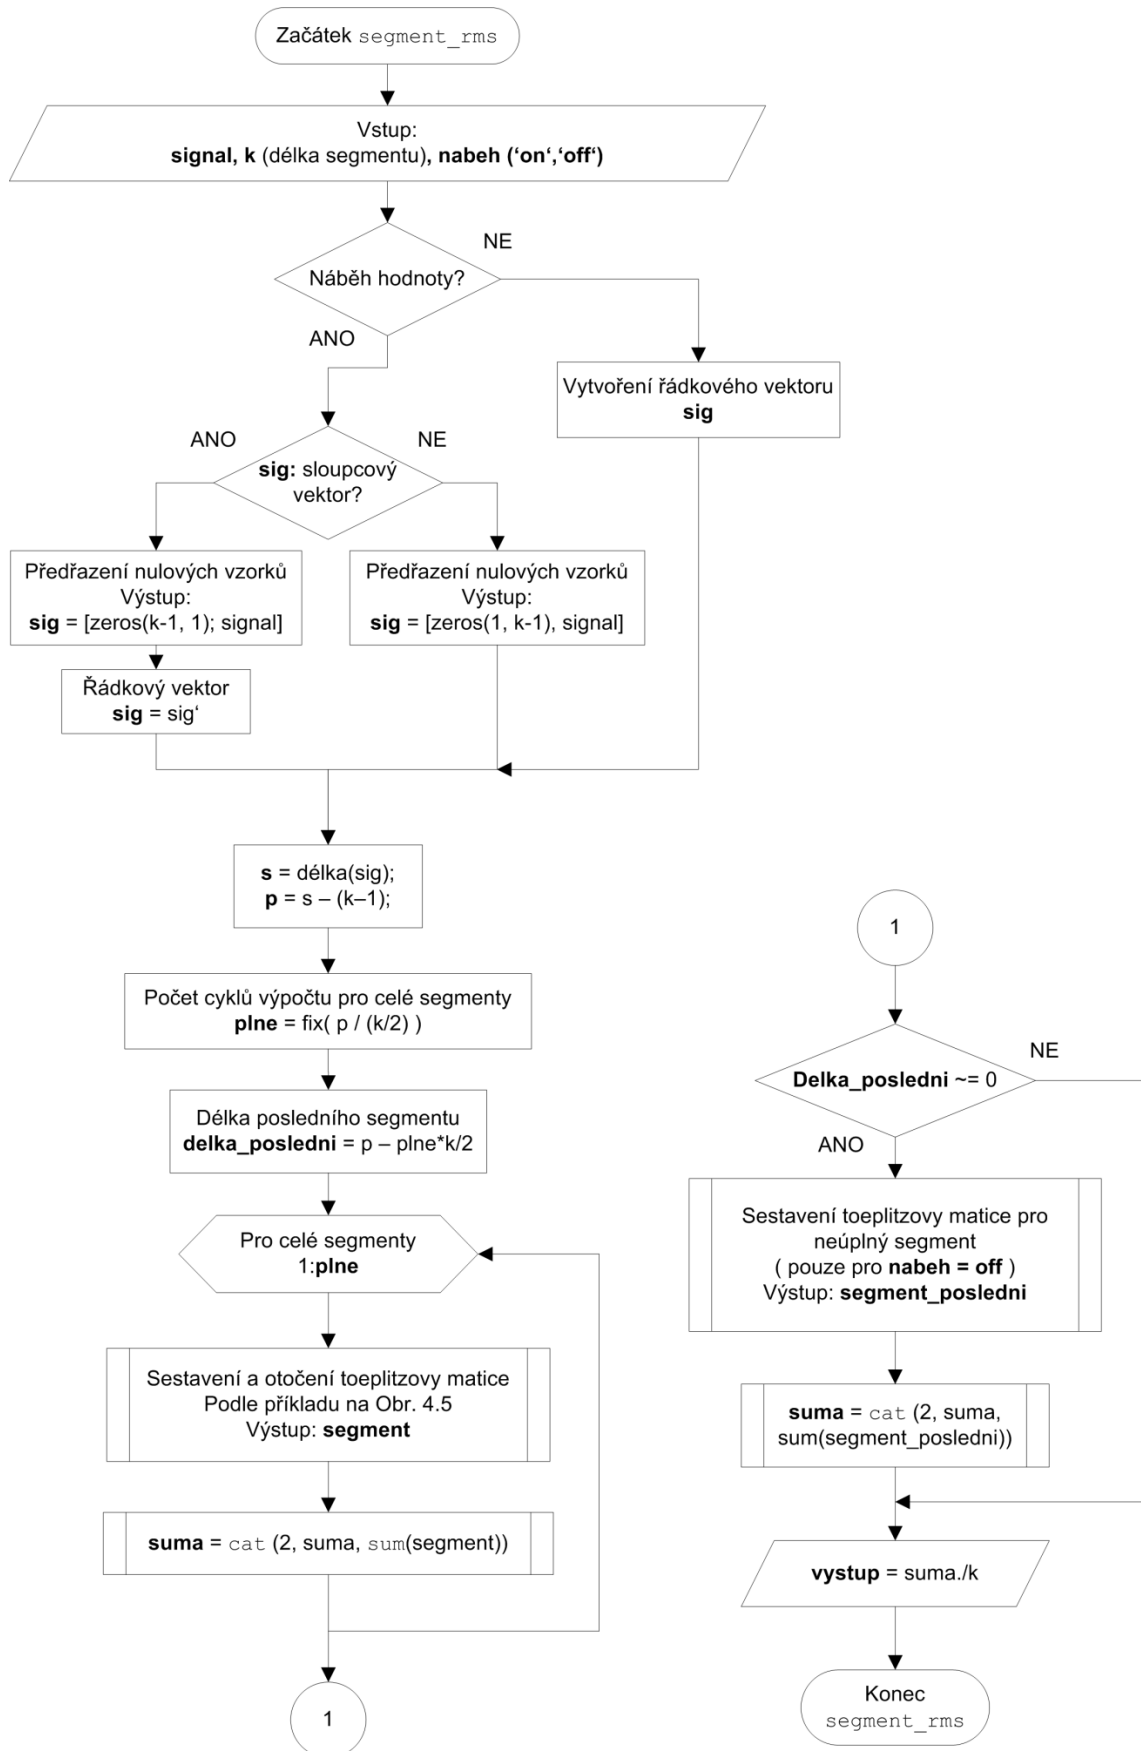 Začátek segment_rms
Vstup:
signal, k (délka segmentu), nabeh (‘on‘,‘off‘)
NE
Náběh hodnoty?
ANO
Vytvoření řádkového vektoru
sig
ANO
NE
sig: sloupcový
vektor?
Předřazení nulových vzorků
Výstup:
sig = [zeros(k-1, 1); signal]
Předřazení nulových vzorků
Výstup:
sig = [zeros(1, k-1), signal]
Řádkový vektor
sig = sig‘
s = délka(sig);
p = s – (k–1);
Počet cyklů výpočtu pro celé segmenty
plne = fix( p / (k/2) )
Délka posledního segmentu
delka_posledni = p – plne*k/2
Pro celé segmenty
1:plne
Sestavení a otočení toeplitzovy matice
Podle příkladu na Obr. 4.5
Výstup: segment
suma = cat (2, suma, sum(segment))
1
1
NE
Delka_posledni ~= 0
ANO
Sestavení toeplitzovy matice pro
neúplný segment
( pouze pro nabeh = off )
Výstup: segment_posledni
suma = cat (2, suma,
sum(segment_posledni))
vystup = suma./k
Konec
segment_rms